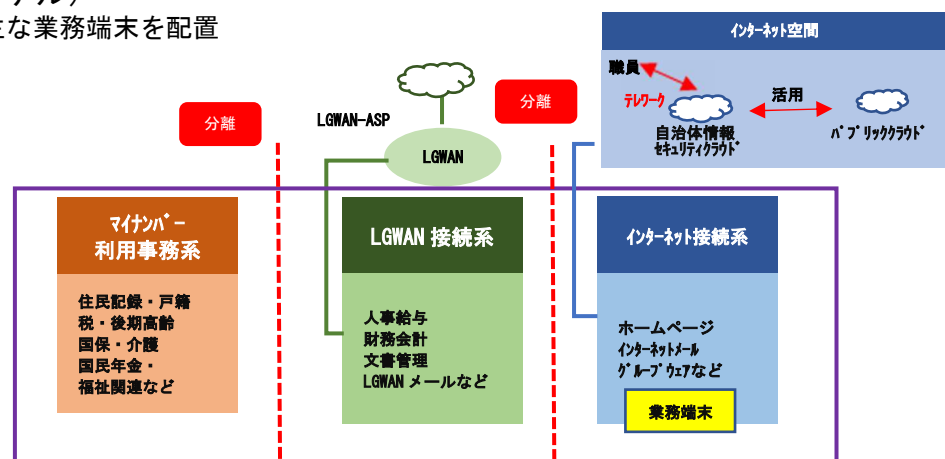 主な業務端末を配置
インターネット空間
職員
テレワーク
活用
自治体情報
セキュリティクラウド
パブリッククラウド
分離
分離
LGWAN-ASP
LGWAN
マイナンバー
利用事務系
住民記録・戸籍
税・後期高齢
国保・介護
国民年金・
福祉関連など
LGWAN 接続系
人事給与
財務会計
文書管理
LGWAN メールなど
インターネット接続系
ホームページ
インターネットメール
グループウェアなど
業務端末